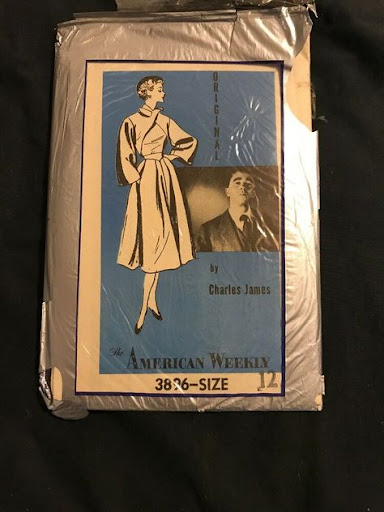 ORIGINAL
by
Charles James
The AMERICAN WEEKLY
3896-SIZE 12